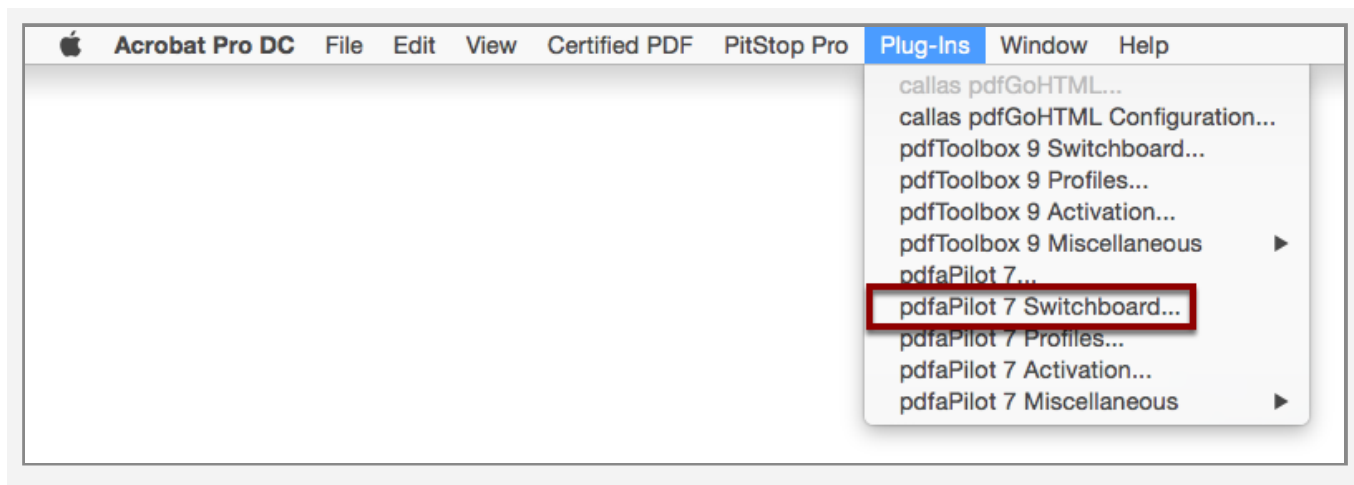 Acrobat Pro DC File Edit View Certified PDF PitStop Pro Plug-Ins Window Help
callas pdfGoHTML...
callas pdfGoHTML Configuration...
pdfToolbox 9 Switchboard...
pdfToolbox 9 Profiles...
pdfToolbox 9 Activation...
pdfToolbox 9 Miscellaneous
pdfaPilot 7...
pdfaPilot 7 Switchboard...
pdfaPilot 7 Profiles...
pdfaPilot 7 Activation...
pdfaPilot 7 Miscellaneous